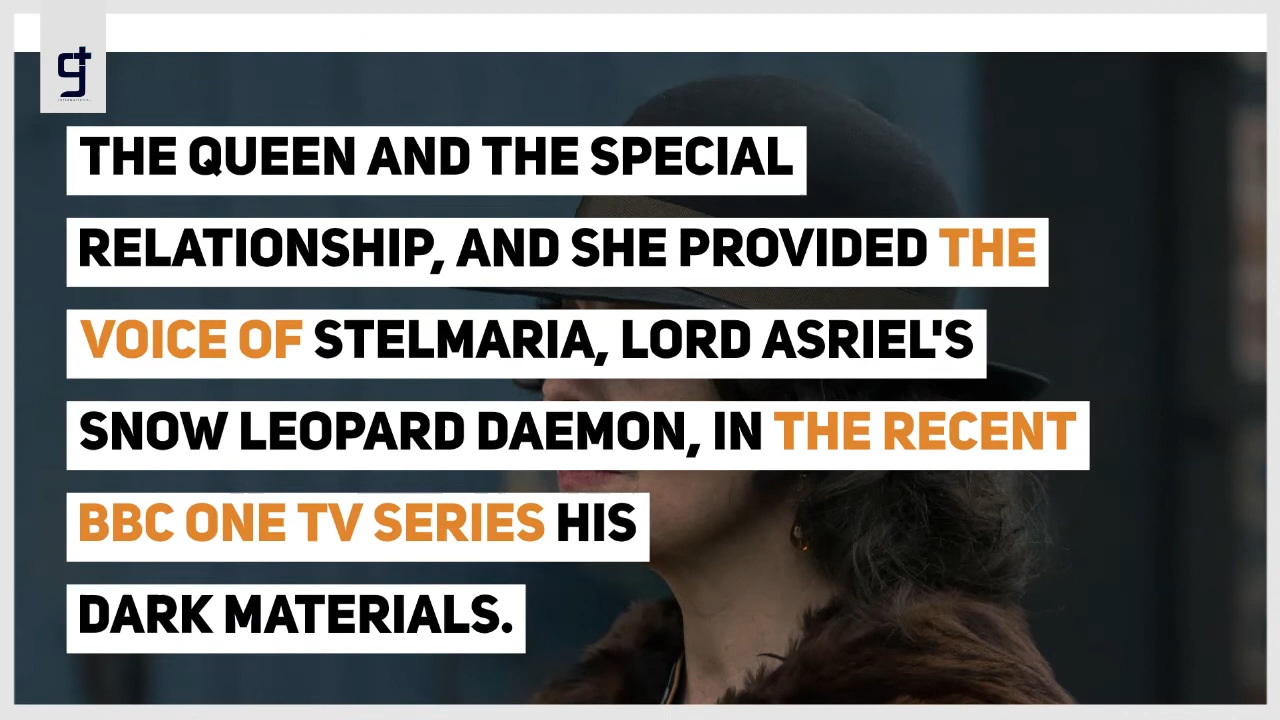 THE QUEEN AND THE SPECIAL
RELATIONSHIP, AND SHE PROVIDED THE
VOICE OF STELMARIA, LORD ASRIEL'S
SNOW LEOPARD DAEMON, IN THE RECENT
BBC ONE TV SERIES HIS
DARK MATERIALS.